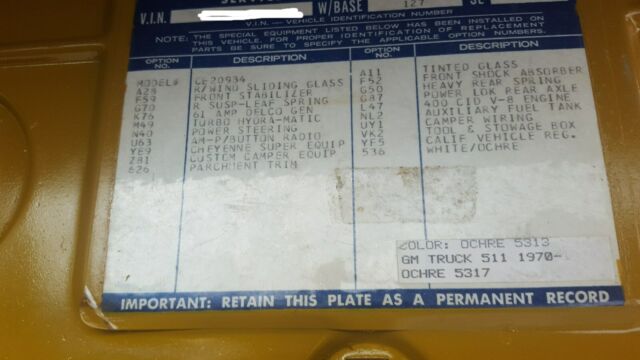 V.I.N. W/BASE 127
V.I.N. — VEHICLE IDENTIFICATION NUMBER
NOTE: THE SPECIAL EQUIPMENT LISTED BELOW HAS BEEN INSTALLED ON
THIS VEHICLE. FOR PROPER IDENTIFICATION OF REPLACEMENT
PARTS BE SURE TO SPECIFY THE APPLICABLE OPTION NUMBERS.
OPTION NO. DESCRIPTION OPTION NO. DESCRIPTION
MODEL# CE20934 A11 TINTED GLASS
A28 R/WIND SLIDING GLASS F52 FRONT SHOCK ABSORBER
F59 FRONT STABILIZER G50 HEAVY REAR SPRING
G70 R SUSP-LEAF SPRING G87 POWER LOK REAR AXLE
K76 61 AMP DELCO GEN L47 400 CID V-8 ENGINE
M49 TURBO HYDRA-MATIC NL2 AUXILIARY FUEL TANK
N40 POWER STEERING UY1 CAMPER WIRING
U63 AM-P/BUTTON RADIO VK2 TOOL & STOWAGE BOX
YE9 CHEYENNE SUPER EQUIP YF5 CALIF VEHICLE REG.
Z81 CUSTOM CAMPER EQUIP 536 WHITE/OCHRE
626 PARCHMENT TRIM
COLOR: OCHRE 5313
GM TRUCK 511 1970-
OCHRE 5317
IMPORTANT: RETAIN THIS PLATE AS A PERMANENT RECORD